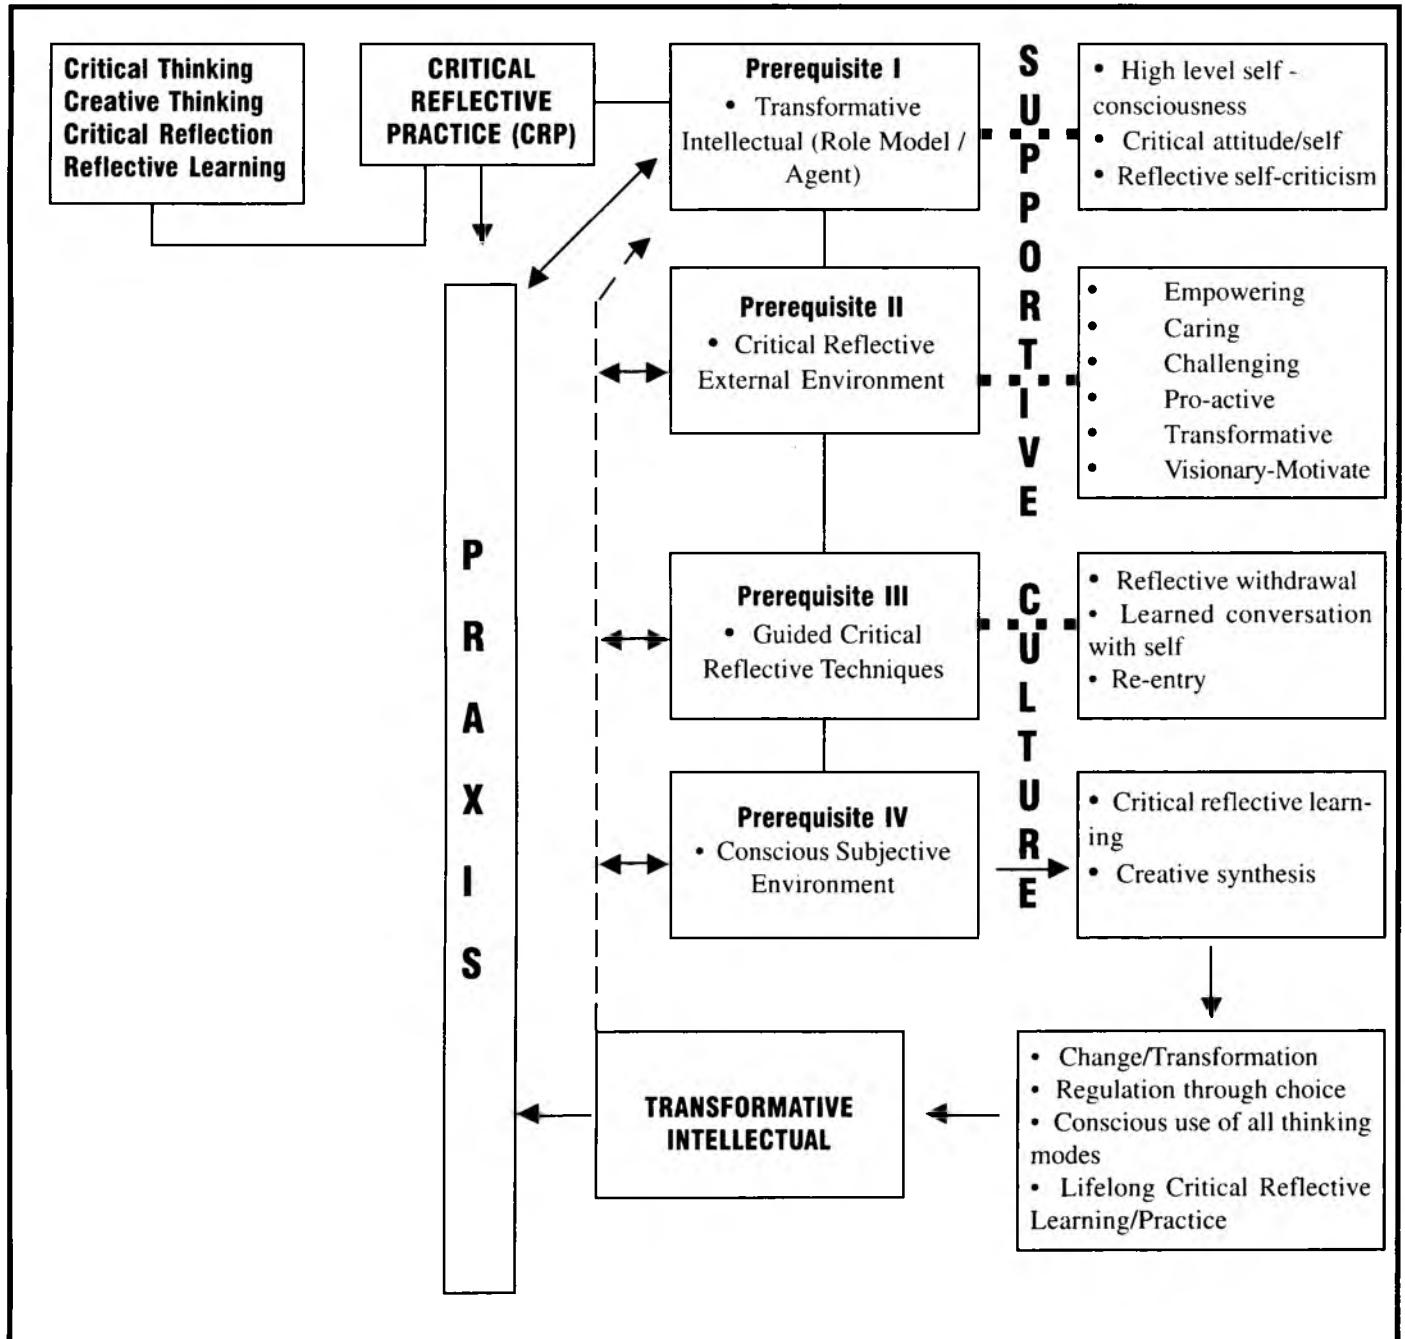 Critical Thinking
Creative Thinking
Critical Reflection
Reflective Learning
CRITICAL
REFLECTIVE
PRACTICE (CRP)
Prerequisite I
• Transformative
Intellectual (Role Model /
Agent)
• High level self -
consciousness
• Critical attitude/self
• Reflective self-criticism
SUPPORTIVE CULTURE
Prerequisite II
• Critical Reflective
External Environment
• Empowering
• Caring
• Challenging
• Pro-active
• Transformative
• Visionary-Motivate
PRAXIS
Prerequisite III
• Guided Critical
Reflective Techniques
• Reflective withdrawal
• Learned conversation
with self
• Re-entry
Prerequisite IV
• Conscious Subjective
Environment
• Critical reflective learn-
ing
• Creative synthesis
TRANSFORMATIVE
INTELLECTUAL
• Change/Transformation
• Regulation through choice
• Conscious use of all thinking
modes
• Lifelong Critical Reflective
Learning/Practice